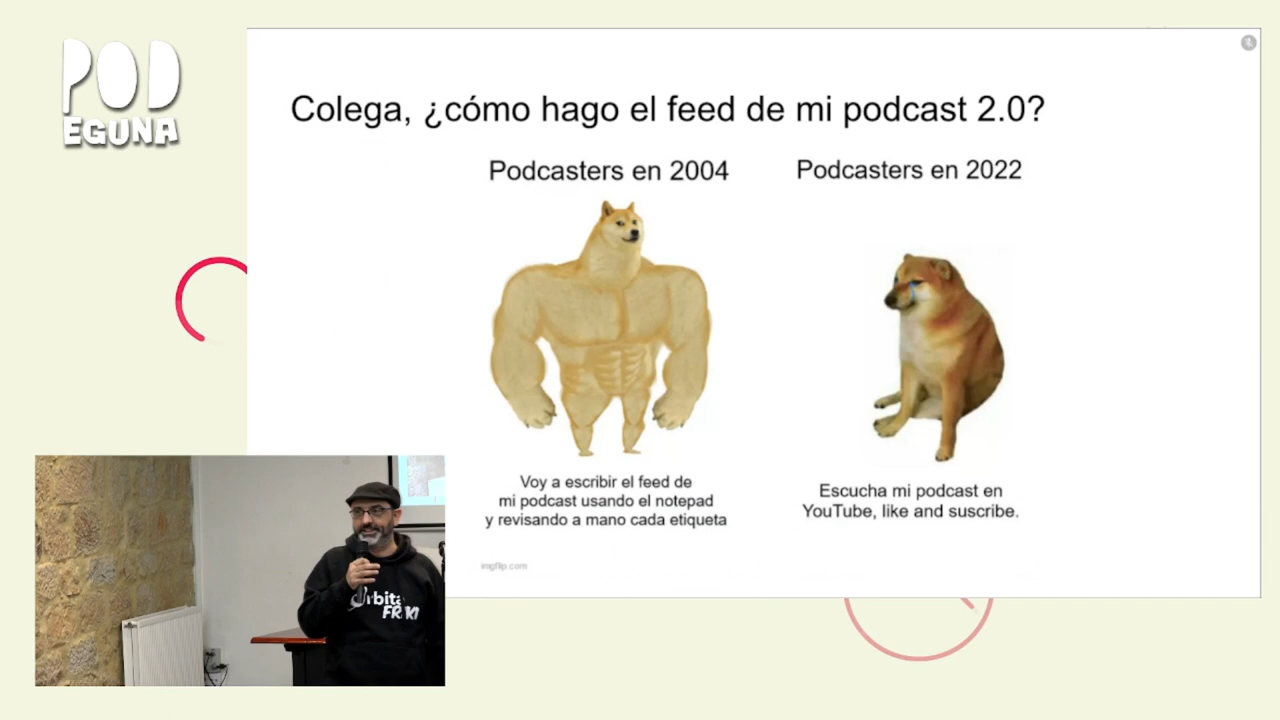 POD
EGUNA
Colega, ¿cómo hago el feed de mi podcast 2.0?
Podcasters en 2004
Podcasters en 2022
Voy a escribir el feed de
mi podcast usando el notepad
y revisando a mano cada etiqueta
Escucha mi podcast en
YouTube, like and suscribe.
imgflip.com
Orbita
FRIKI